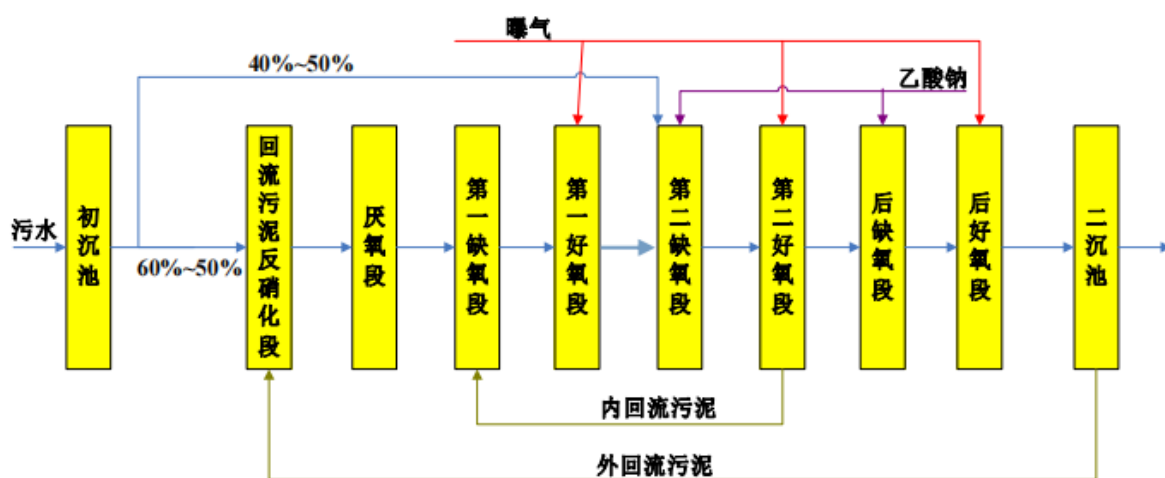 曝气
40%~50%
乙酸钠
污水
初沉池
60%~50%
回流污泥反硝化段
厌氧段
第一缺氧段
第一好氧段
第二缺氧段
第二好氧段
后缺氧段
后好氧段
二沉池
内回流污泥
外回流污泥